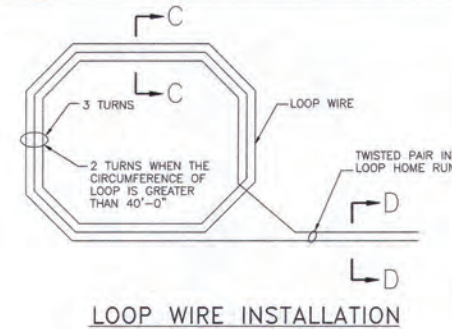 C
C
3 TURNS
LOOP WIRE
2 TURNS WHEN THE
CIRCUMFERENCE OF
LOOP IS GREATER
THAN 40'-0"
TWISTED PAIR IN
LOOP HOME RUN
D
D
LOOP WIRE INSTALLATION